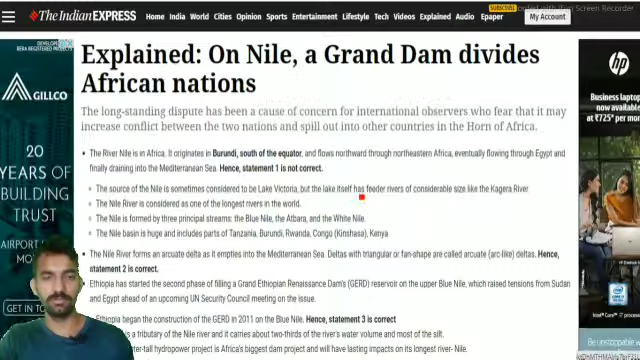 The Indian EXPRESS
Home India World Cities Opinion Sports Entertainment Lifestyle Tech Videos Explained Audio Epaper
My Account
SUBSCRIBE
Screen Recorder
DEVELOPER
RERA REGISTERED PROJECTS
GILLCO
20
YEARS OF
BUILDING
TRUST
AIRPORT
MO
GET IN TO
Explained: On Nile, a Grand Dam divides
African nations
The long-standing dispute has been a cause of concern for international observers who fear that it may
increase conflict between the two nations and spill out into other countries in the Horn of Africa.
The River Nile is in Africa. It originates in Burundi, south of the equator, and flows northward through northeastern Africa, eventually flowing through Egypt and
finally draining into the Mediterranean Sea. Hence, statement 1 is not correct.
The source of the Nile is sometimes considered to be Lake Victoria, but the lake itself has feeder rivers of considerable size like the Kagera River
The Nile River is considered as one of the longest rivers in the world.
The Nile is formed by three principal streams: the Blue Nile, the Atbara, and the White Nile.
The Nile basin is huge and includes parts of Tanzania, Burundi, Rwanda, Congo (Kinshasa), Kenya
The Nile River forms an arcuate delta as it empties into the Mediterranean Sea. Deltas with triangular or fan-shape are called arcuate (arc-like) deltas. Hence,
statement 2 is correct.
Ethiopia has started the second phase of filling a Grand Ethiopian Renaissance Dam's (GERD) reservoir on the upper Blue Nile, which raised tensions from Sudan
and Egypt ahead of an upcoming UN Security Council meeting on the issue.
Ethiopia began the construction of the GERD in 2011 on the Blue Nile. Hence, statement 3 is correct
is a tributary of the Nile river and it carries about two-thirds of the river's water volume and most of the silt.
hydropower project is Africa's biggest dam project and will have lasting impacts on its longest river- Nile.
hp
Business laptop
now available
at ₹725* per mo
intel
CORE
i7
Intel® Core™ i7 process
Be unstoppable w